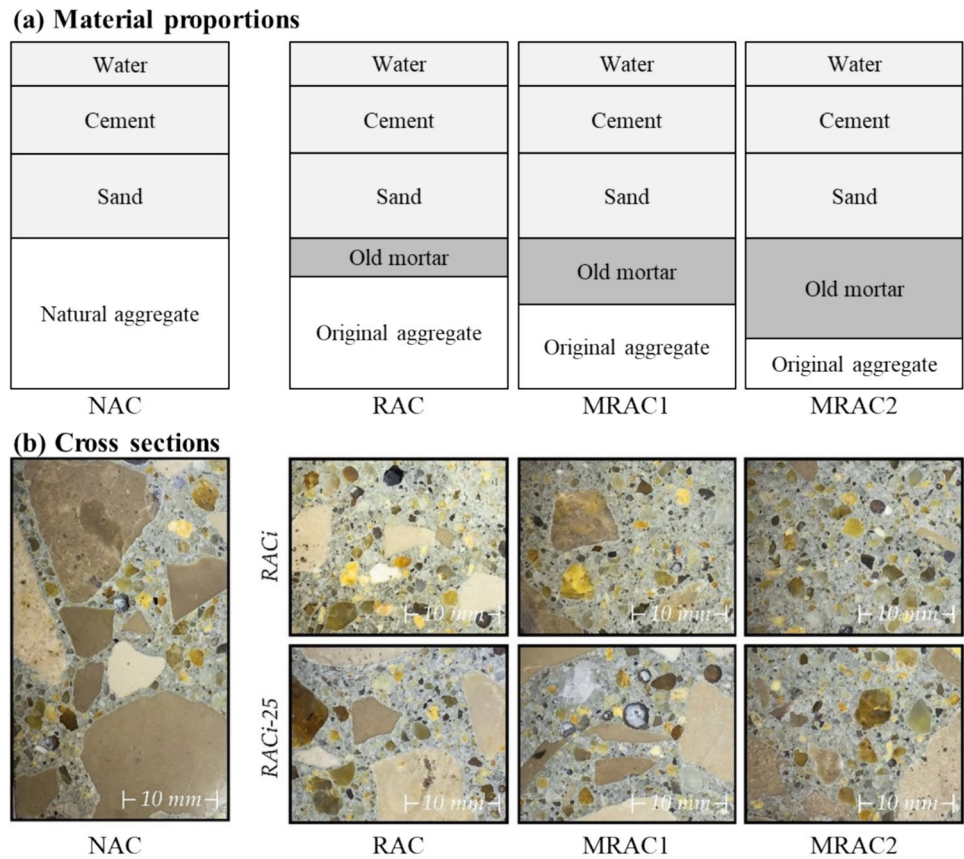 (a) Material proportions
Water
Cement
Sand
Natural aggregate
NAC
Water
Cement
Sand
Old mortar
Original aggregate
RAC
Water
Cement
Sand
Old mortar
Original aggregate
MRAC1
Water
Cement
Sand
Old mortar
Original aggregate
MRAC2
(b) Cross sections
10 mm
NAC
RACi
10 mm
10 mm
10 mm
RACi-25
10 mm
10 mm
10 mm
RAC
MRAC1
MRAC2